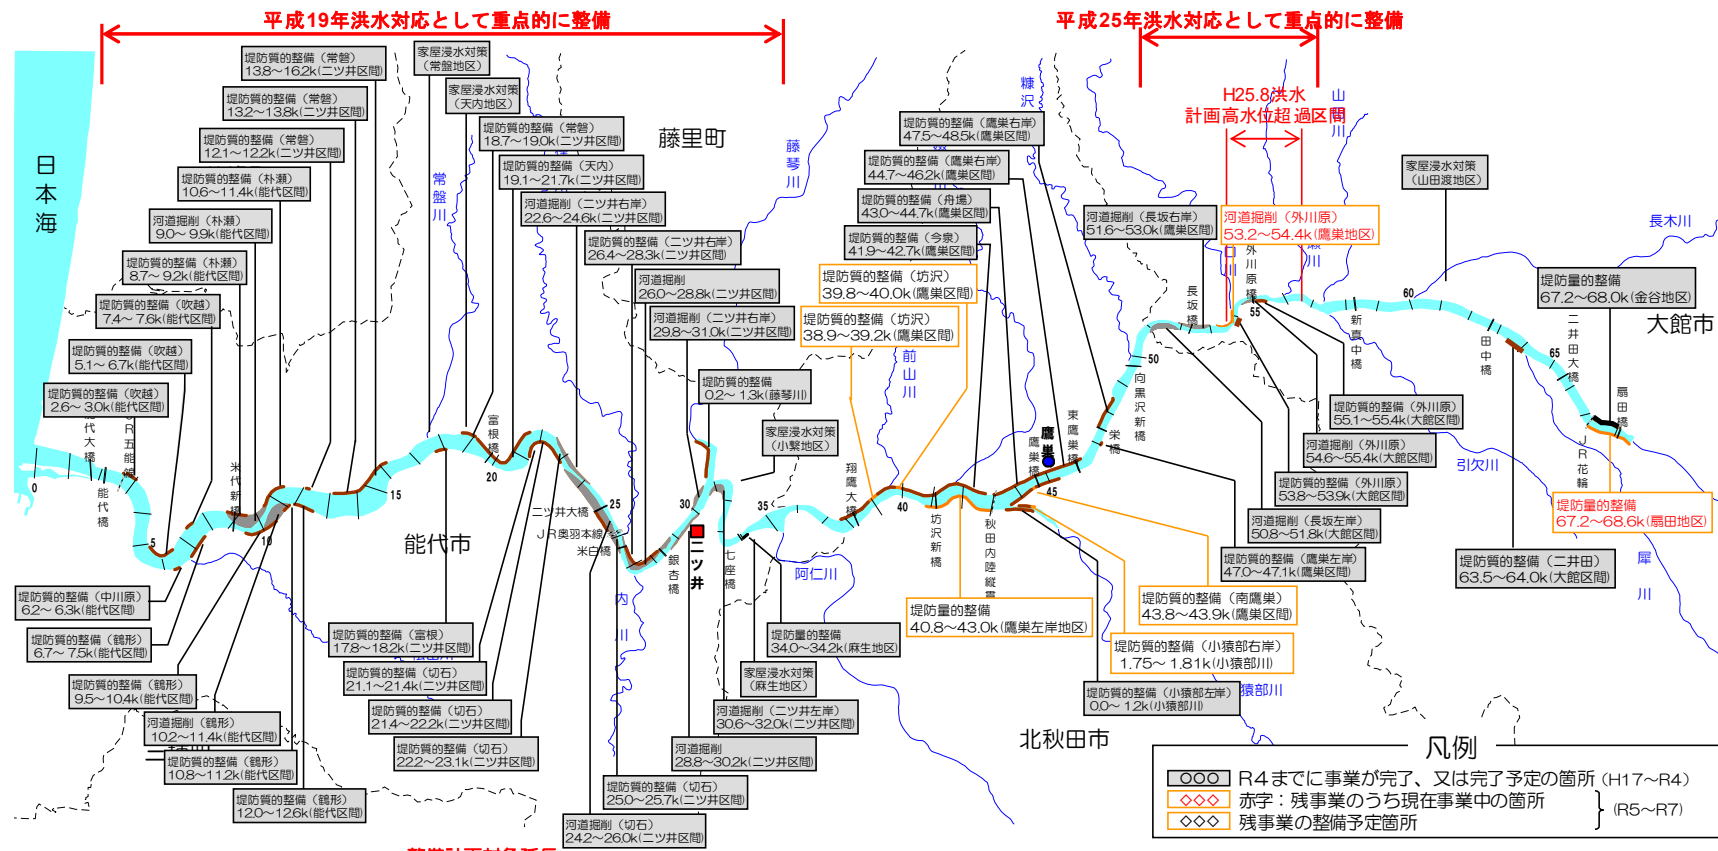 平成19年洪水対応として重点的に整備
平成25年洪水対応として重点的に整備
H25.8洪水
計画高水位超過区間
日本海
藤里町
能代市
北秋田市
大館市
常盤川
藤琴川
糠沢
前山川
阿仁川
内川
長木川
引欠川
犀川
猿部川
堤防質的整備（常磐）
13.8～16.2k(二ツ井区間)
堤防質的整備（常磐）
13.2～13.8k(二ツ井区間)
堤防質的整備（常磐）
12.1～12.2k(二ツ井区間)
堤防質的整備（朴瀬）
10.6～11.4k(能代区間)
河道掘削（朴瀬）
9.0～ 9.9k(能代区間)
堤防質的整備（朴瀬）
8.7～ 9.2k(能代区間)
堤防質的整備（吹越）
7.4～ 7.6k(能代区間)
堤防質的整備（吹越）
5.1～ 6.7k(能代区間)
堤防質的整備（吹越）
2.6～ 3.0k(能代区間)
家屋浸水対策
（常盤地区）
家屋浸水対策
（天内地区）
堤防質的整備（常磐）
18.7～19.0k(二ツ井区間)
堤防質的整備（天内）
19.1～21.7k(二ツ井区間)
河道掘削（二ツ井右岸）
22.6～24.6k(二ツ井区間)
堤防質的整備（二ツ井右岸）
26.4～28.3k(二ツ井区間)
河道掘削
26.0～28.8k(二ツ井区間)
河道掘削（二ツ井右岸）
29.8～31.0k(二ツ井区間)
堤防質的整備
0.2～ 1.3k(藤琴川)
家屋浸水対策
（小繋地区）
堤防質的整備（鷹巣右岸）
47.5～48.5k(鷹巣区間)
堤防質的整備（鷹巣右岸）
44.7～46.2k(鷹巣区間)
堤防質的整備（舟場）
43.0～44.7k(鷹巣区間)
堤防質的整備（今泉）
41.9～42.7k(鷹巣区間)
堤防質的整備（坊沢）
39.8～40.0k(鷹巣区間)
堤防質的整備（坊沢）
38.9～39.2k(鷹巣区間)
河道掘削（長坂右岸）
51.6～53.0k(鷹巣区間)
河道掘削（外川原）
53.2～54.4k(鷹巣地区)
家屋浸水対策
（山田渡地区）
堤防量的整備
67.2～68.0k(金谷地区)
能代橋
米代新橋
富根橋
二ツ井大橋
JR奥羽本線
米白橋
銀杏橋
二ツ井
七座橋
翔鷹大橋
坊沢新橋
秋田内陸縦貫
鷹巣橋
鷹巣
東鷹巣橋
栄橋
向黒沢新橋
長坂橋
外川原橋
新真中橋
田中橋
二井田大橋
扇田橋
JR花輪
0
5
10
15
20
25
30
35
40
45
50
55
60
65
堤防質的整備（中川原）
6.2～ 6.3k(能代区間)
堤防質的整備（鶴形）
6.7～ 7.5k(能代区間)
堤防質的整備（鶴形）
9.5～10.4k(能代区間)
河道掘削（鶴形）
10.2～11.4k(能代区間)
堤防質的整備（鶴形）
10.8～11.2k(能代区間)
堤防質的整備（鶴形）
12.0～12.6k(能代区間)
堤防質的整備（富根）
17.8～18.2k(二ツ井区間)
堤防質的整備（切石）
21.1～21.4k(二ツ井区間)
堤防質的整備（切石）
21.4～22.2k(二ツ井区間)
堤防質的整備（切石）
22.2～23.1k(二ツ井区間)
河道掘削（切石）
24.2～26.0k(二ツ井区間)
堤防質的整備（切石）
25.0～25.7k(二ツ井区間)
河道掘削
28.8～30.2k(二ツ井区間)
河道掘削（二ツ井左岸）
30.6～32.0k(二ツ井区間)
家屋浸水対策
（麻生地区）
堤防量的整備
34.0～34.2k(麻生地区)
堤防量的整備
40.8～43.0k(鷹巣左岸地区)
堤防質的整備（小猿部左岸）
0.0～ 1.2k(小猿部川)
堤防質的整備（小猿部右岸）
1.75～ 1.81k(小猿部川)
堤防質的整備（南鷹巣）
43.8～43.9k(鷹巣区間)
堤防質的整備（鷹巣左岸）
47.0～47.1k(鷹巣区間)
河道掘削（長坂左岸）
50.8～51.8k(大館区間)
堤防質的整備（外川原）
53.8～53.9k(大館区間)
河道掘削（外川原）
54.6～55.4k(大館区間)
堤防質的整備（外川原）
55.1～55.4k(大館区間)
堤防質的整備（二井田）
63.5～64.0k(大館区間)
堤防量的整備
67.2～68.6k(扇田地区)
凡例
○○○ R４までに事業が完了、又は完了予定の箇所 (H17～R4)
◇◇◇ 赤字：残事業のうち現在事業中の箇所
◇◇◇ 残事業の整備予定箇所
(R5～R7)